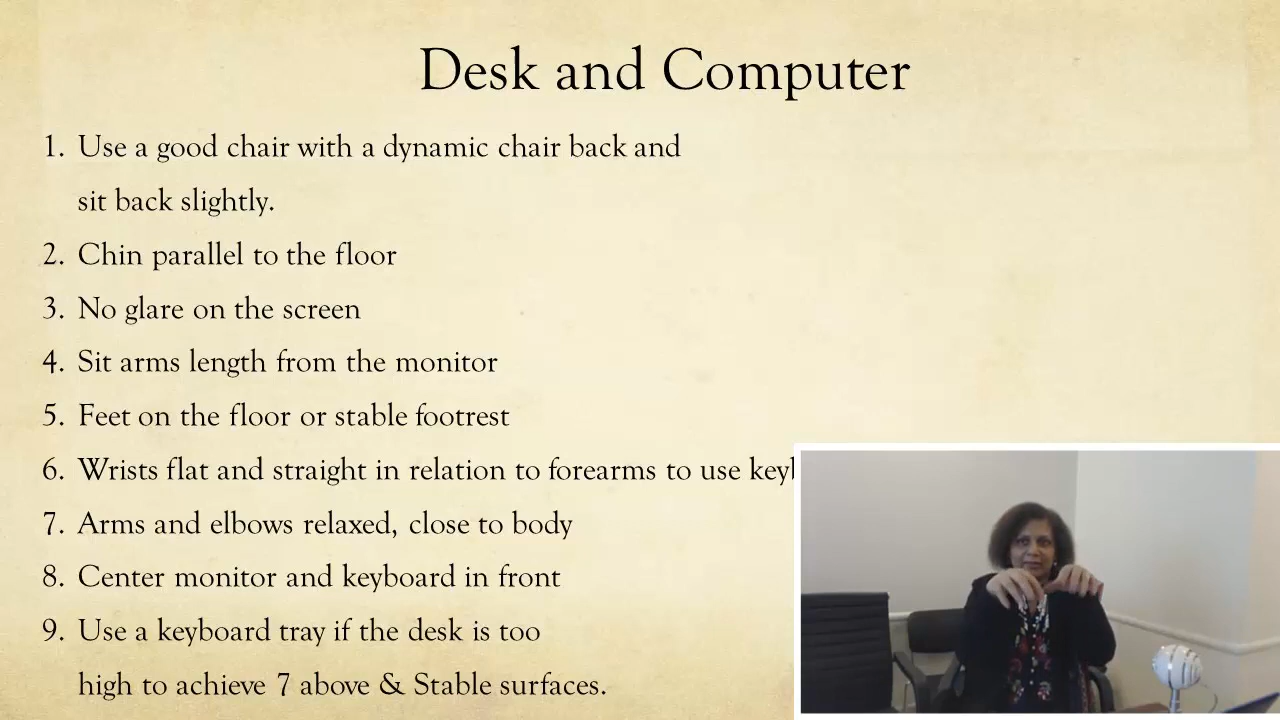 Desk and Computer
1. Use a good chair with a dynamic chair back and
sit back slightly.
2. Chin parallel to the floor
3. No glare on the screen
4. Sit arms length from the monitor
5. Feet on the floor or stable footrest
6. Wrists flat and straight in relation to forearms to use
7. Arms and elbows relaxed, close to body
8. Center monitor and keyboard in front
9. Use a keyboard tray if the desk is too
high to achieve 7 above & Stable surfaces.